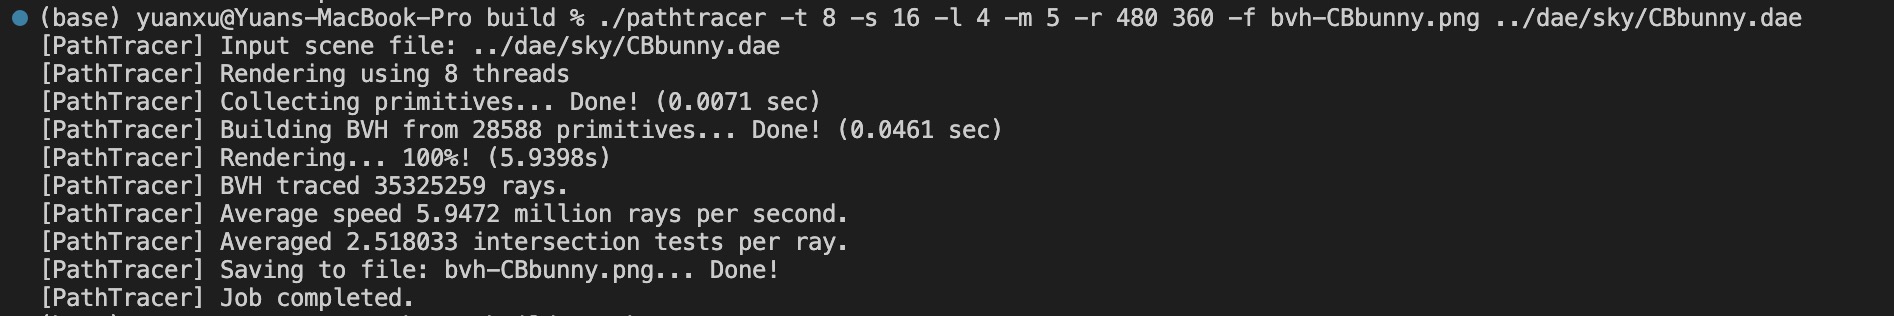 (base) yuanxu@Yuans-MacBook-Pro build % ./pathtracer -t 8 -s 16 -l 4 -m 5 -r 480 360 -f bvh-CBbunny.png ../dae/sky/CBbunny.dae
[PathTracer] Input scene file: ../dae/sky/CBbunny.dae
[PathTracer] Rendering using 8 threads
[PathTracer] Collecting primitives... Done! (0.0071 sec)
[PathTracer] Building BVH from 28588 primitives... Done! (0.0461 sec)
[PathTracer] Rendering... 100%! (5.9398s)
[PathTracer] BVH traced 35325259 rays.
[PathTracer] Average speed 5.9472 million rays per second.
[PathTracer] Averaged 2.518033 intersection tests per ray.
[PathTracer] Saving to file: bvh-CBbunny.png... Done!
[PathTracer] Job completed.